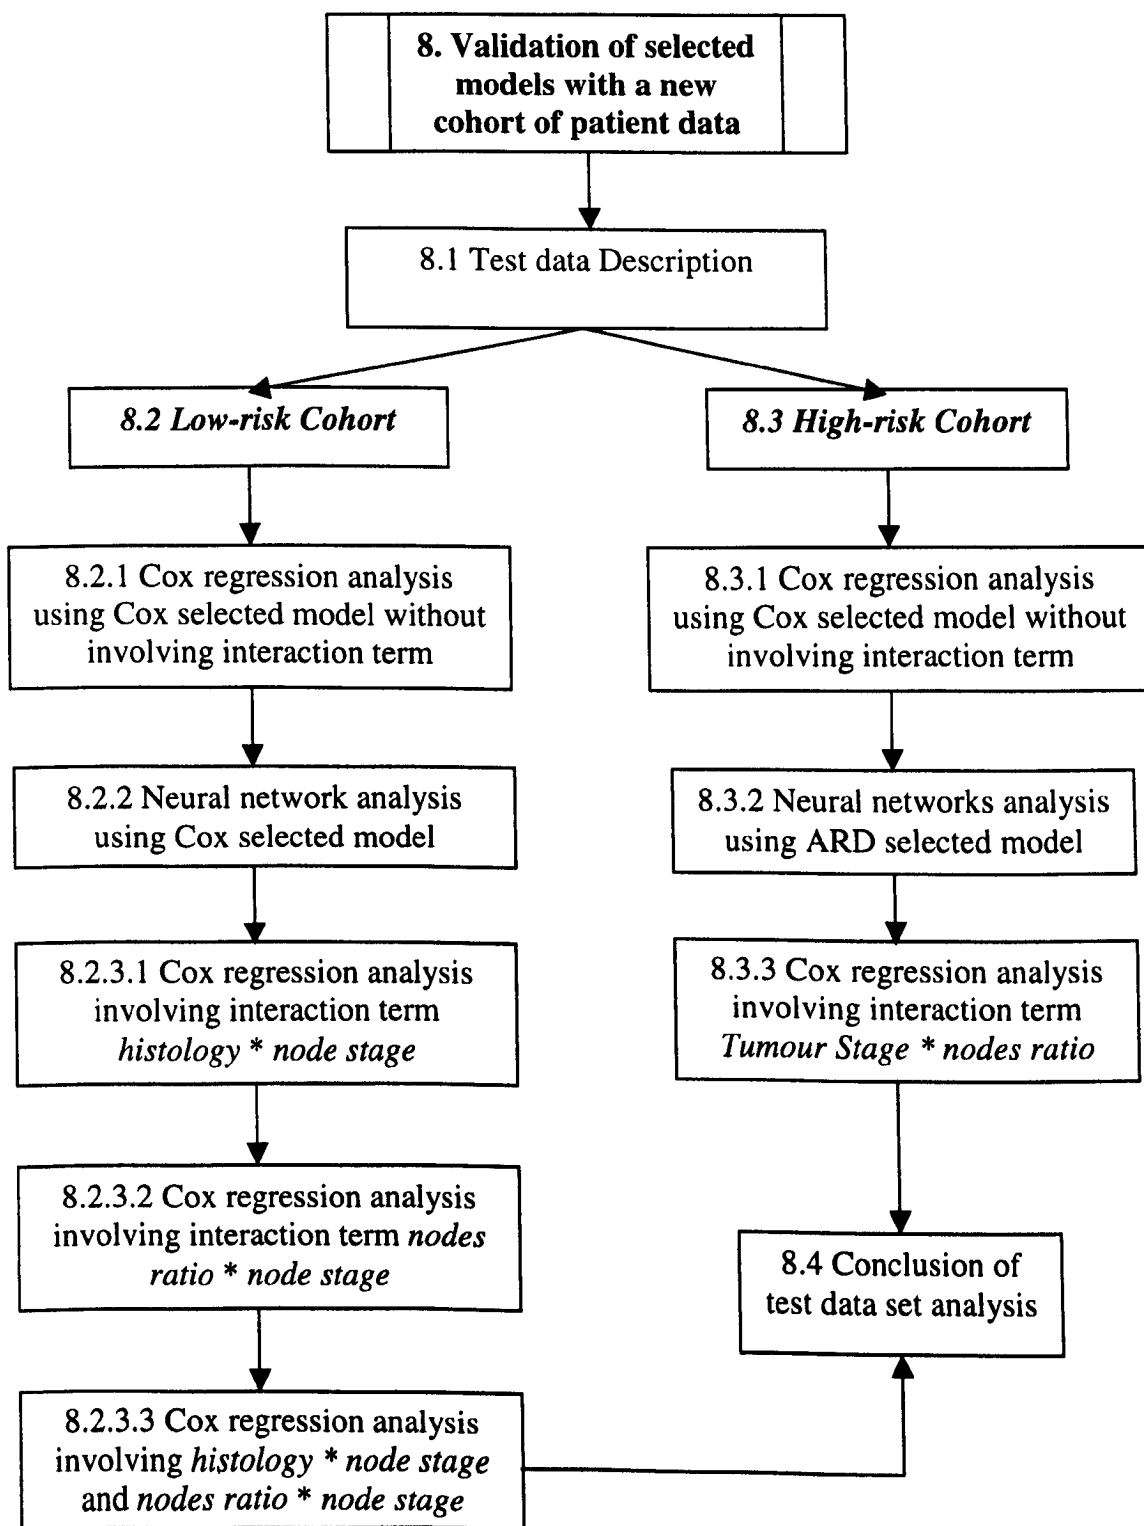 8. Validation of selected
models with a new
cohort of patient data
8.1 Test data Description
8.2 Low-risk Cohort
8.3 High-risk Cohort
8.2.1 Cox regression analysis
using Cox selected model without
involving interaction term
8.3.1 Cox regression analysis
using Cox selected model without
involving interaction term
8.2.2 Neural network analysis
using Cox selected model
8.3.2 Neural networks analysis
using ARD selected model
8.2.3.1 Cox regression analysis
involving interaction term
histology * node stage
8.3.3 Cox regression analysis
involving interaction term
Tumour Stage * nodes ratio
8.2.3.2 Cox regression analysis
involving interaction term nodes
ratio * node stage
8.4 Conclusion of
test data set analysis
8.2.3.3 Cox regression analysis
involving histology * node stage
and nodes ratio * node stage